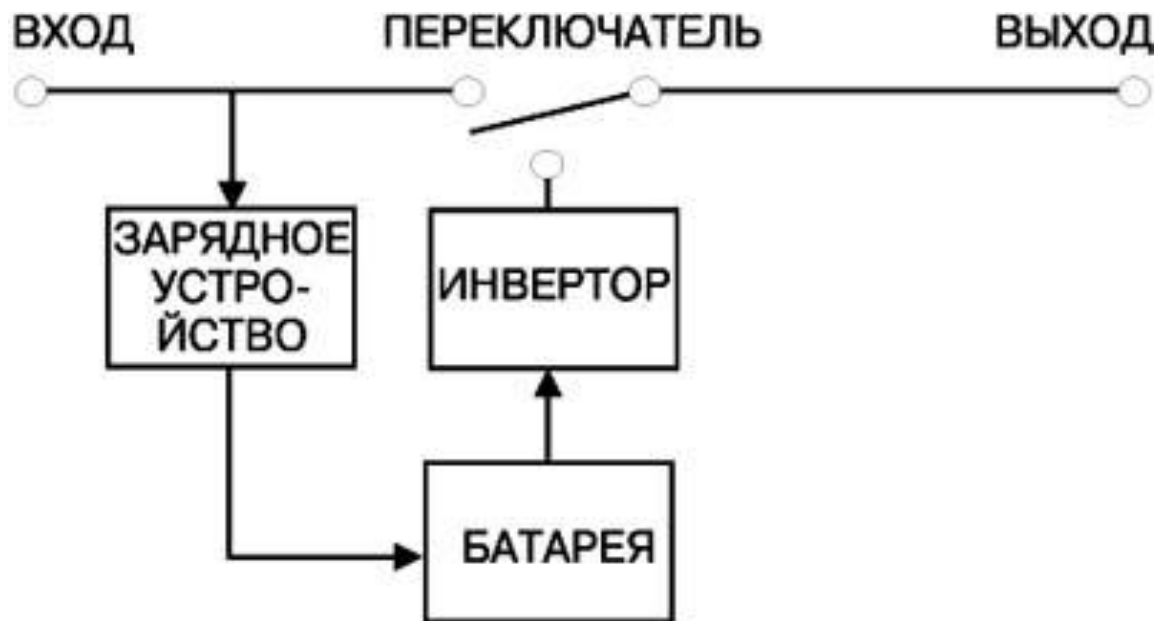 ВХОД ПЕРЕКЛЮЧАТЕЛЬ ВЫХОД
ЗАРЯДНОЕ
УСТРО-
ЙСТВО
ИНВЕРТОР
БАТАРЕЯ